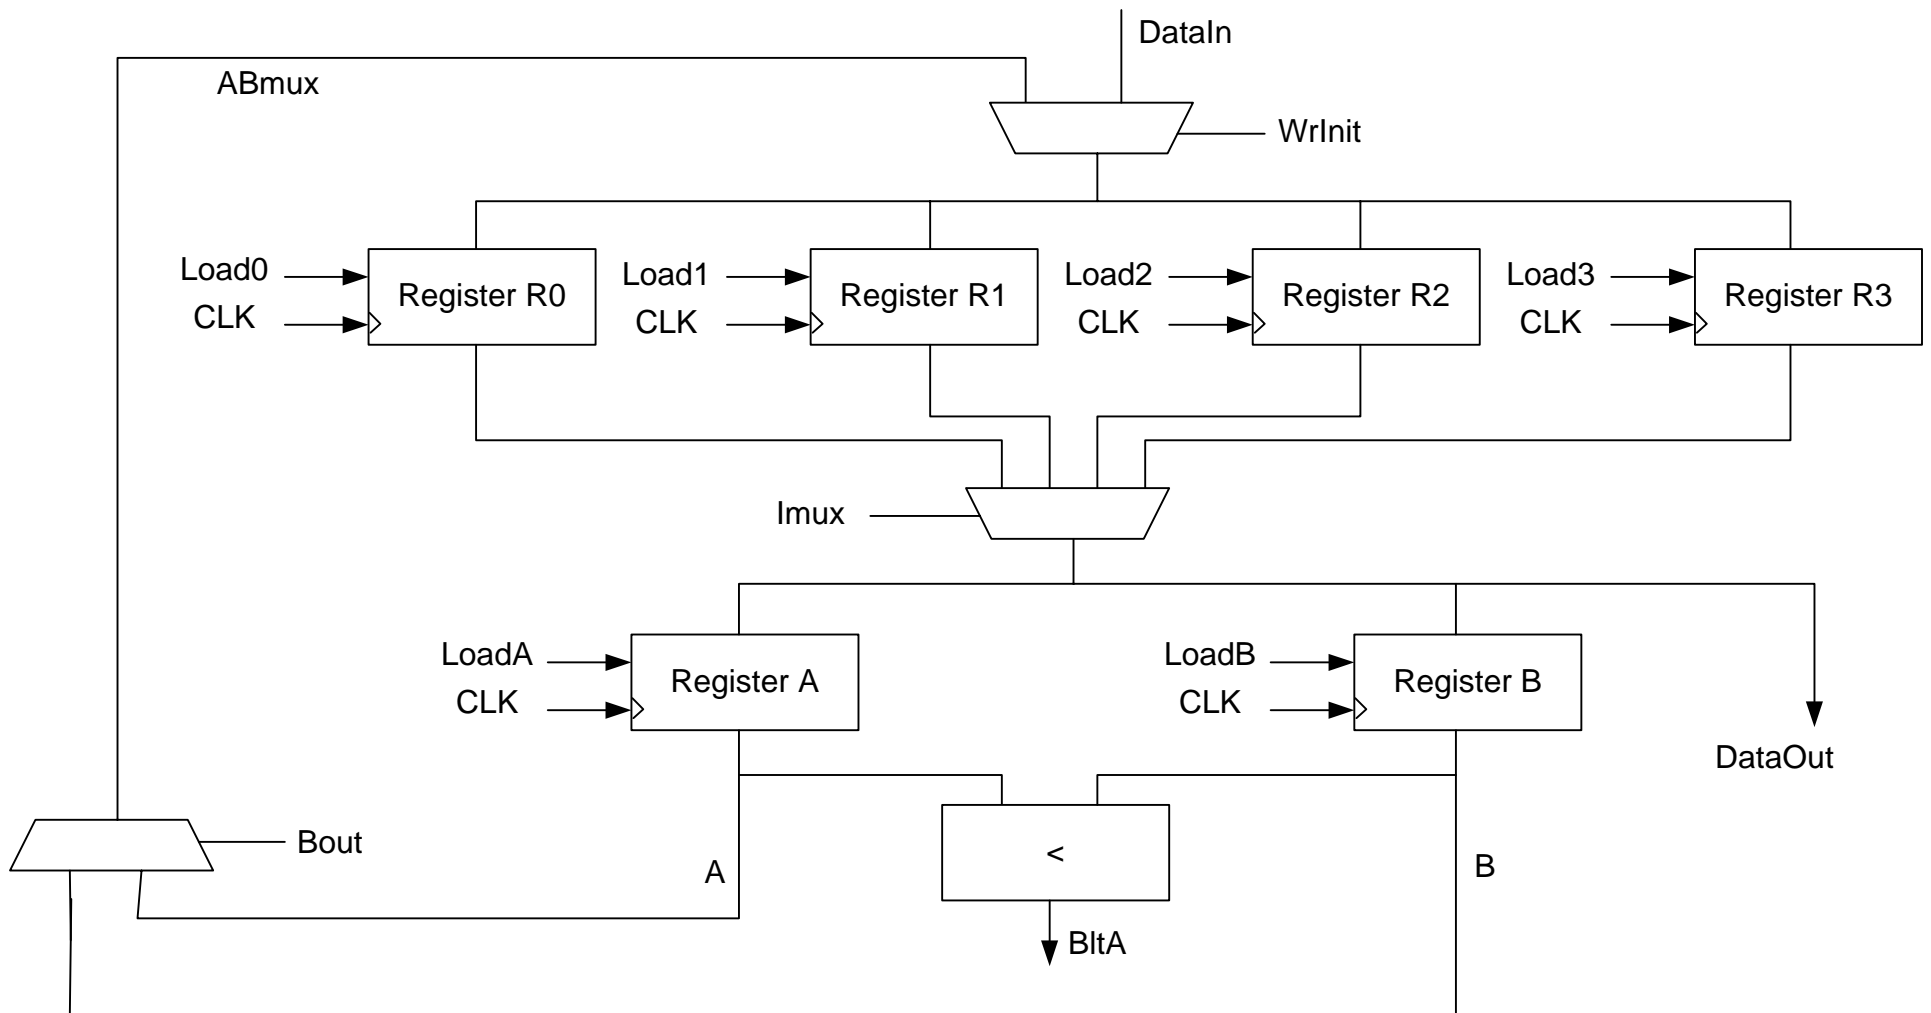 DataIn
ABmux
WrInit
Load0
CLK
Register R0
Load1
CLK
Register R1
Load2
CLK
Register R2
Load3
CLK
Register R3
Imux
LoadA
CLK
Register A
LoadB
CLK
Register B
DataOut
Bout
A
<
B
BltA